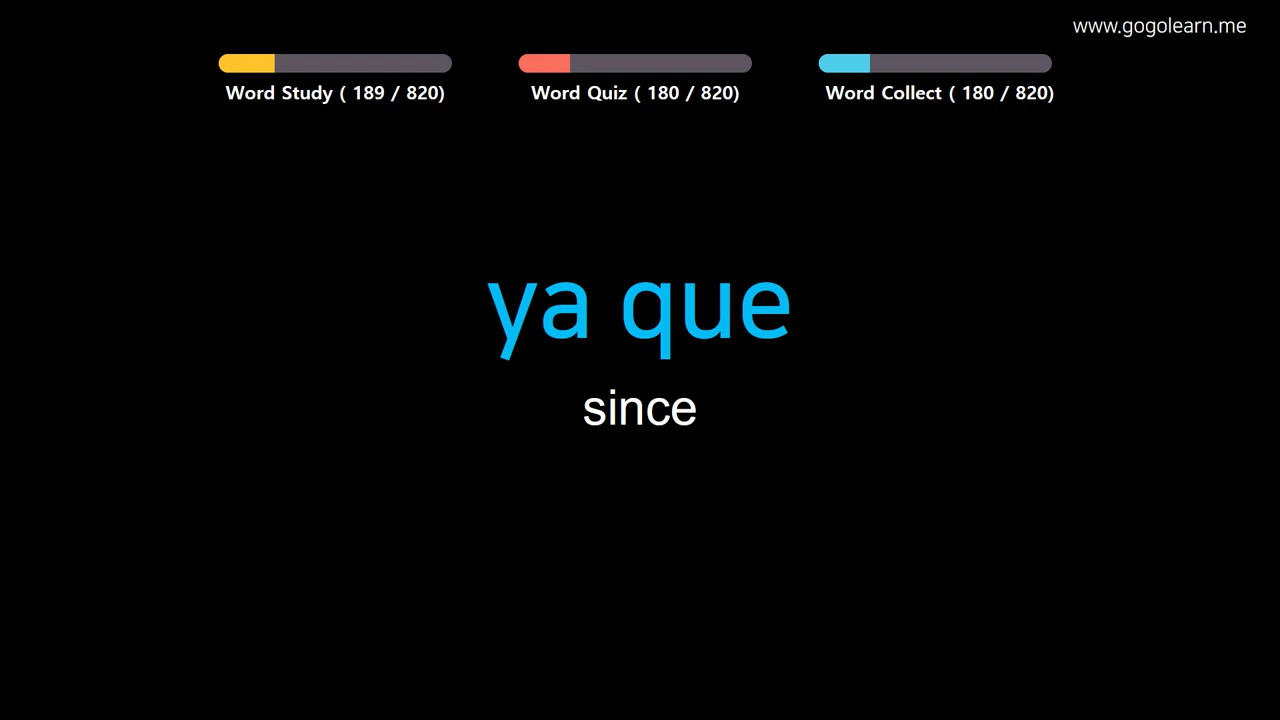 www.gogolearn.me
Word Study ( 189 / 820)
Word Quiz ( 180 / 820)
Word Collect ( 180 / 820)
ya que
since